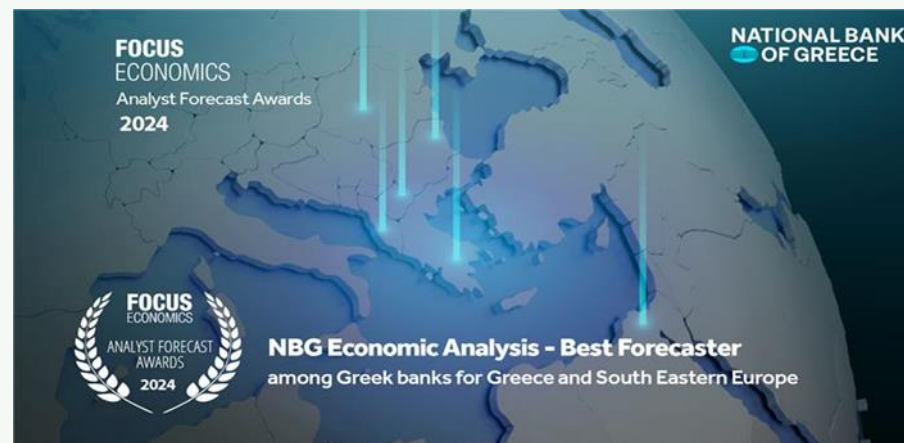 FOCUS
ECONOMICS
Analyst Forecast Awards
2024
NATIONAL BANK
OF GREECE
FOCUS
ECONOMICS
ANALYST FORECAST
AWARDS
2024
NBG Economic Analysis - Best Forecaster
among Greek banks for Greece and South Eastern Europe